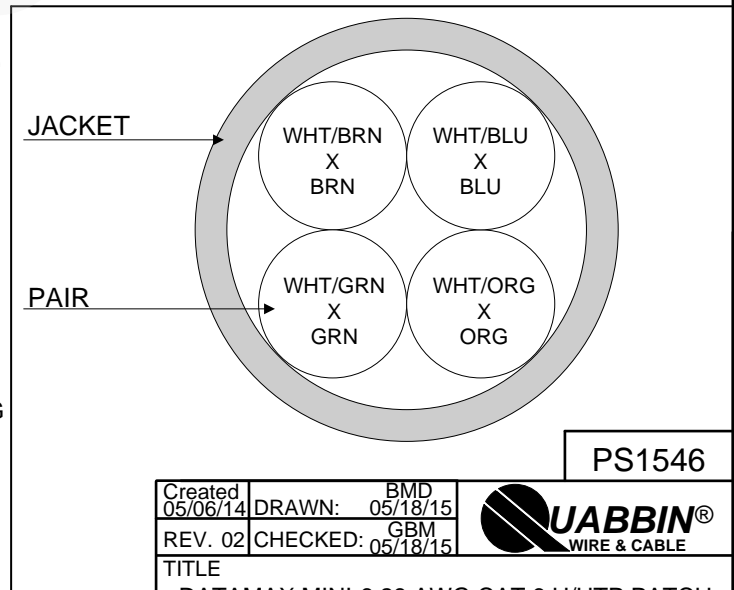 JACKET
WHT/BRN
X
BRN
WHT/BLU
X
BLU
PAIR
WHT/GRN
X
GRN
WHT/ORG
X
ORG
PS1546
Created
05/06/14
DRAWN:
BMD
05/18/15
REV. 02
CHECKED:
GBM
05/18/15
QUABBIN®
WIRE & CABLE
TITLE